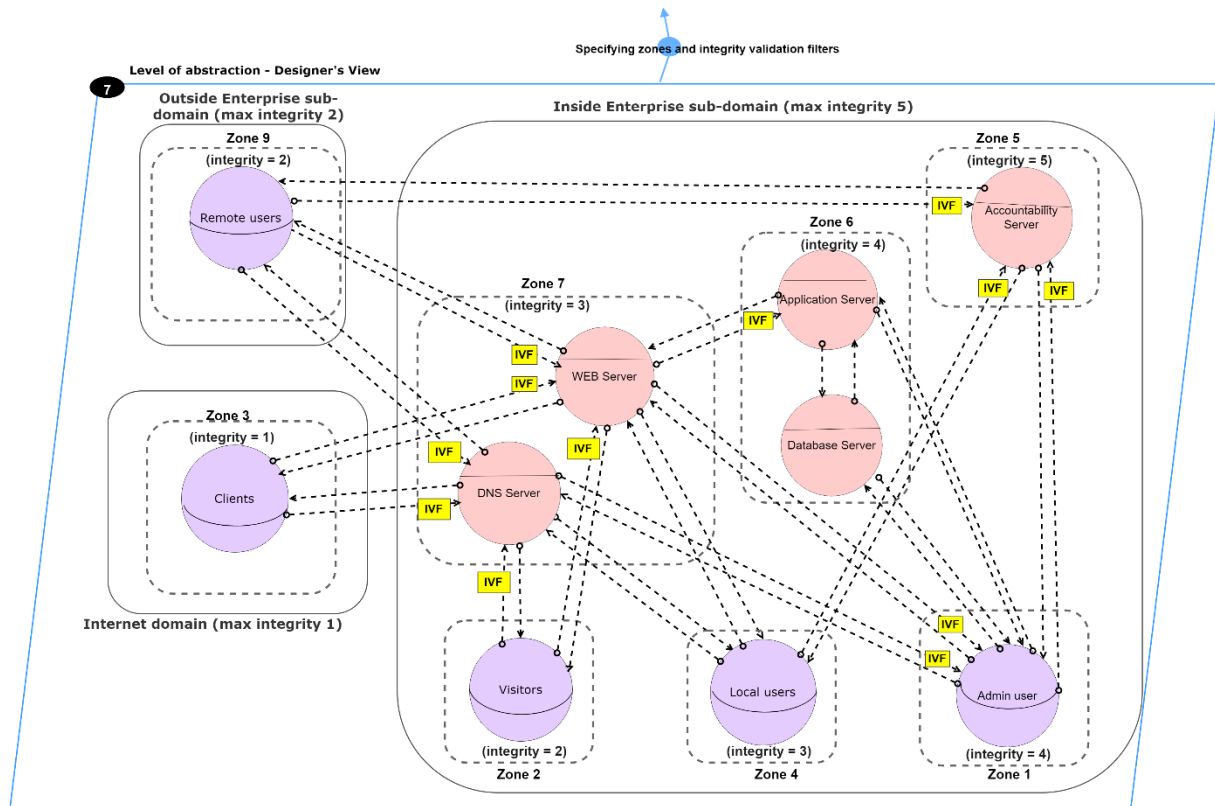 Specifying zones and integrity validation filters
Level of abstraction - Designer's View
7
Outside Enterprise sub-
domain (max integrity 2)
Inside Enterprise sub-domain (max integrity 5)
Zone 9
(integrity = 2)
Remote users
Zone 5
(integrity = 5)
Accountability
Server
IVF
IVF
IVF
Zone 6
(integrity = 4)
Application Server
IVF
Database Server
Zone 7
(integrity = 3)
WEB Server
IVF
IVF
IVF
DNS Server
IVF
IVF
IVF
Zone 3
(integrity = 1)
Clients
Internet domain (max integrity 1)
Visitors
(integrity = 2)
Zone 2
Local users
(integrity = 3)
Zone 4
IVF
IVF
Admin user
(integrity = 4)
Zone 1